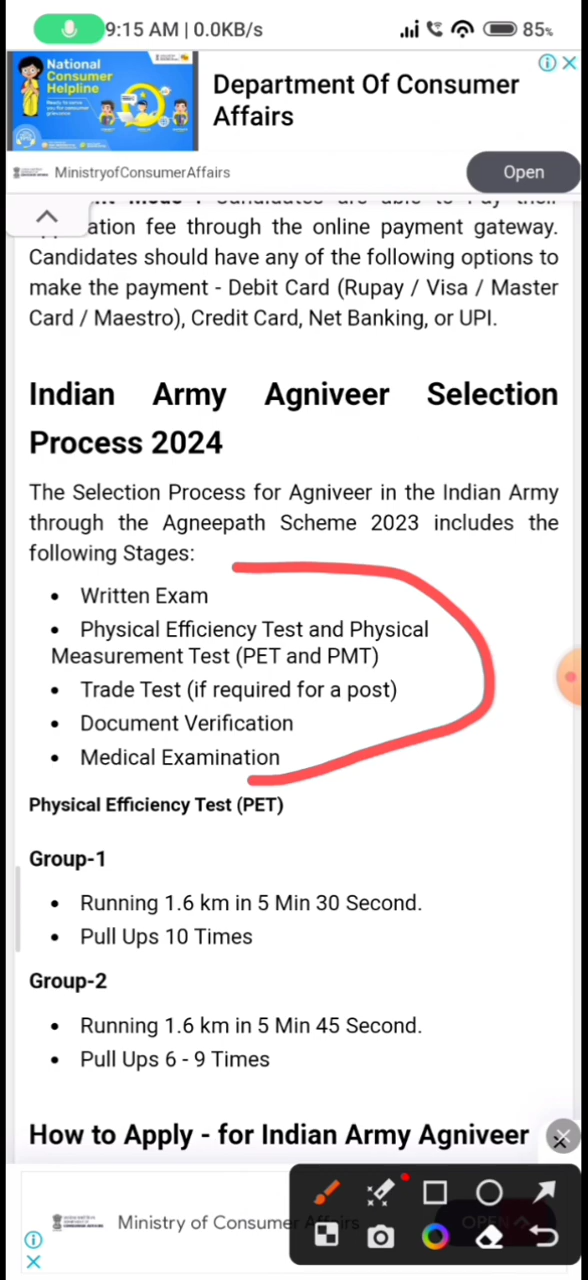 9:15 AM | 0.0KB/s
85%
National
Consumer
Helpline
Department Of Consumer
Affairs
MinistryofConsumerAffairs
Open
ation fee through the online payment gateway.
Candidates should have any of the following options to
make the payment - Debit Card (Rupay / Visa / Master
Card / Maestro), Credit Card, Net Banking, or UPI.
Indian Army Agniveer Selection
Process 2024
The Selection Process for Agniveer in the Indian Army
through the Agneepath Scheme 2023 includes the
following Stages:
• Written Exam
• Physical Efficiency Test and Physical
Measurement Test (PET and PMT)
• Trade Test (if required for a post)
• Document Verification
• Medical Examination
Physical Efficiency Test (PET)
Group-1
• Running 1.6 km in 5 Min 30 Second.
• Pull Ups 10 Times
Group-2
• Running 1.6 km in 5 Min 45 Second.
• Pull Ups 6 - 9 Times
How to Apply - for Indian Army Agniveer
Ministry of Consumer Affairs
OPEN